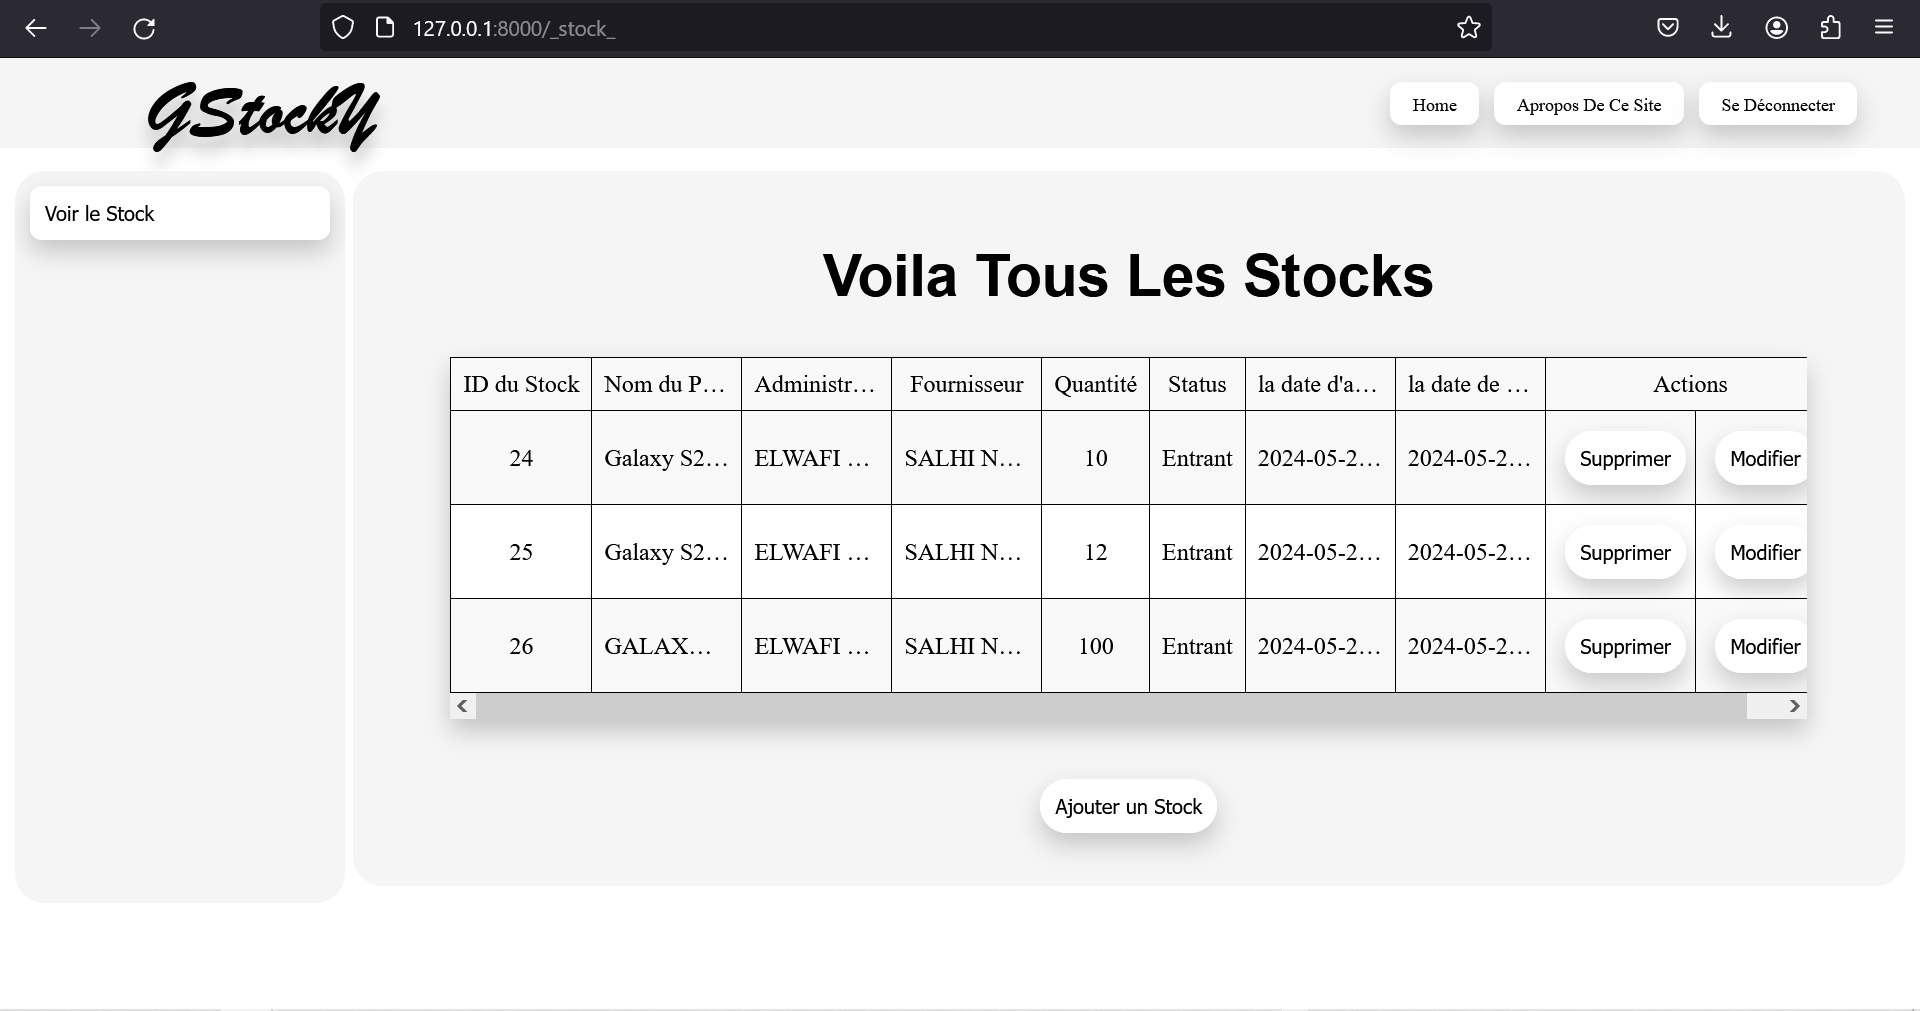 127.0.0.1:8000/_stock_
GStockY
Home Apropos De Ce Site Se Déconnecter
Voir le Stock
Voila Tous Les Stocks
ID du Stock Nom du P… Administr… Fournisseur Quantité Status la date d'a… la date de … Actions
24 Galaxy S2… ELWAFI … SALHI N… 10 Entrant 2024-05-2… 2024-05-2… Supprimer Modifier
25 Galaxy S2… ELWAFI … SALHI N… 12 Entrant 2024-05-2… 2024-05-2… Supprimer Modifier
26 GALAX… ELWAFI … SALHI N… 100 Entrant 2024-05-2… 2024-05-2… Supprimer Modifier
Ajouter un Stock